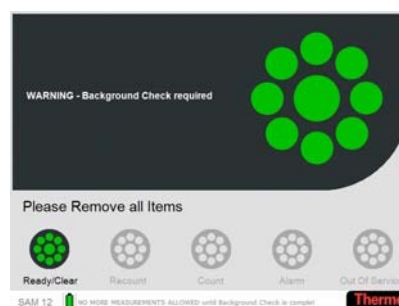 WARNING - Background Check required
Please Remove all Items
Ready/Clear Recount Count Alarm Out Of Service
SAM 12 NO MORE MEASUREMENTS ALLOWED until Background Check is complet
Thermo